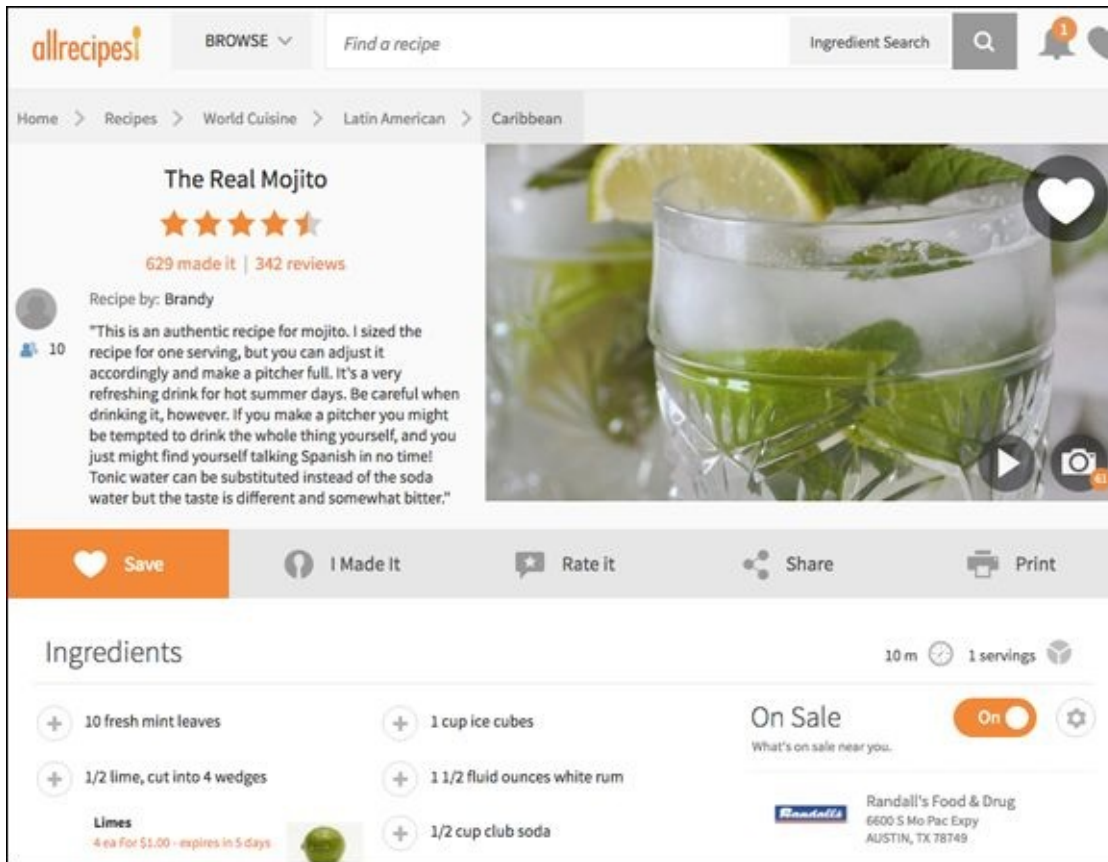 allrecipes
BROWSE
Find a recipe
Ingredient Search
1
Home > Recipes > World Cuisine > Latin American > Caribbean
The Real Mojito
629 made it | 342 reviews
Recipe by: Brandy
10
"This is an authentic recipe for mojito. I sized the
recipe for one serving, but you can adjust it
accordingly and make a pitcher full. It's a very
refreshing drink for hot summer days. Be careful when
drinking it, however. If you make a pitcher you might
be tempted to drink the whole thing yourself, and you
just might find yourself talking Spanish in no time!
Tonic water can be substituted instead of the soda
water but the taste is different and somewhat bitter."
61
Save
I Made It
Rate it
Share
Print
Ingredients
10 m
1 servings
10 fresh mint leaves
1/2 lime, cut into 4 wedges
Limes
4 ea For $1.00 - expires in 5 days
1 cup ice cubes
1 1/2 fluid ounces white rum
1/2 cup club soda
On Sale
On
What's on sale near you.
Randalls
Randall's Food & Drug
6600 S Mo Pac Expy
AUSTIN, TX 78749